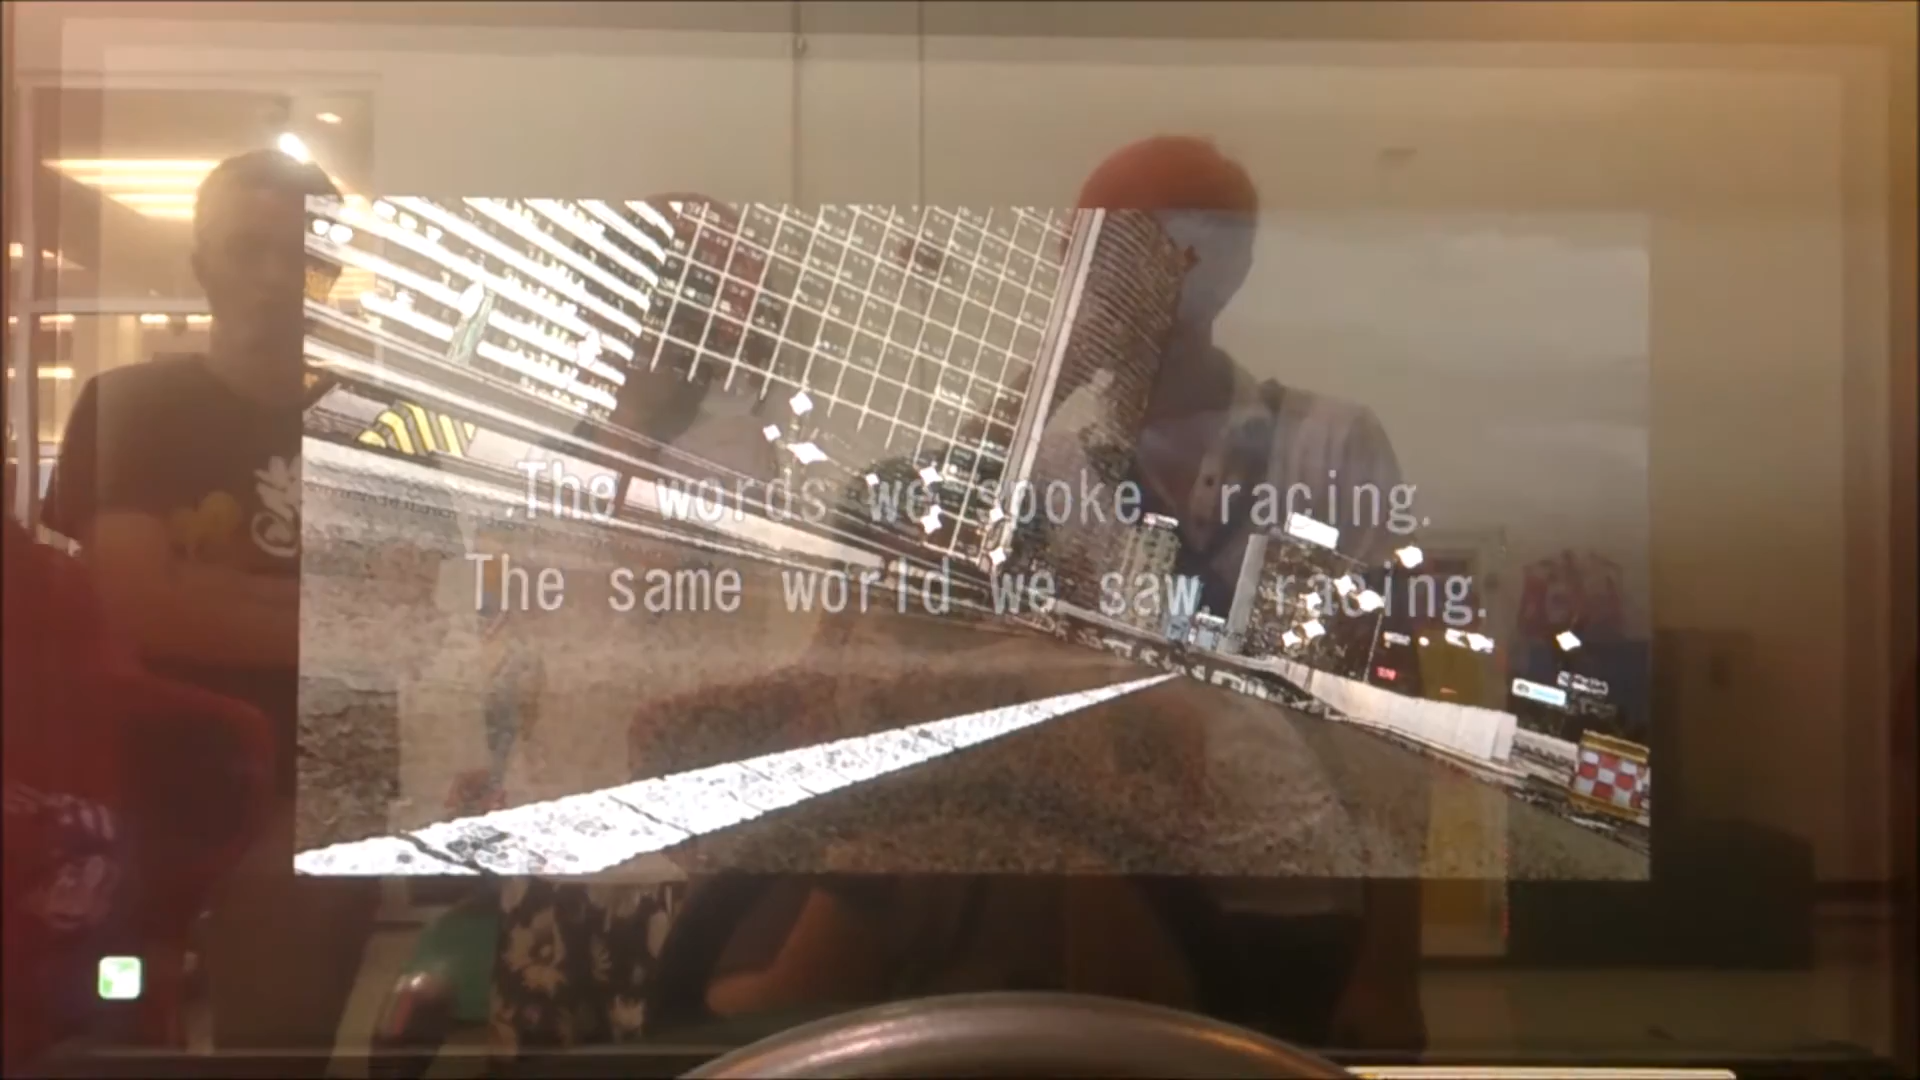 The words we spoke, racing.
The same world we saw, racing.